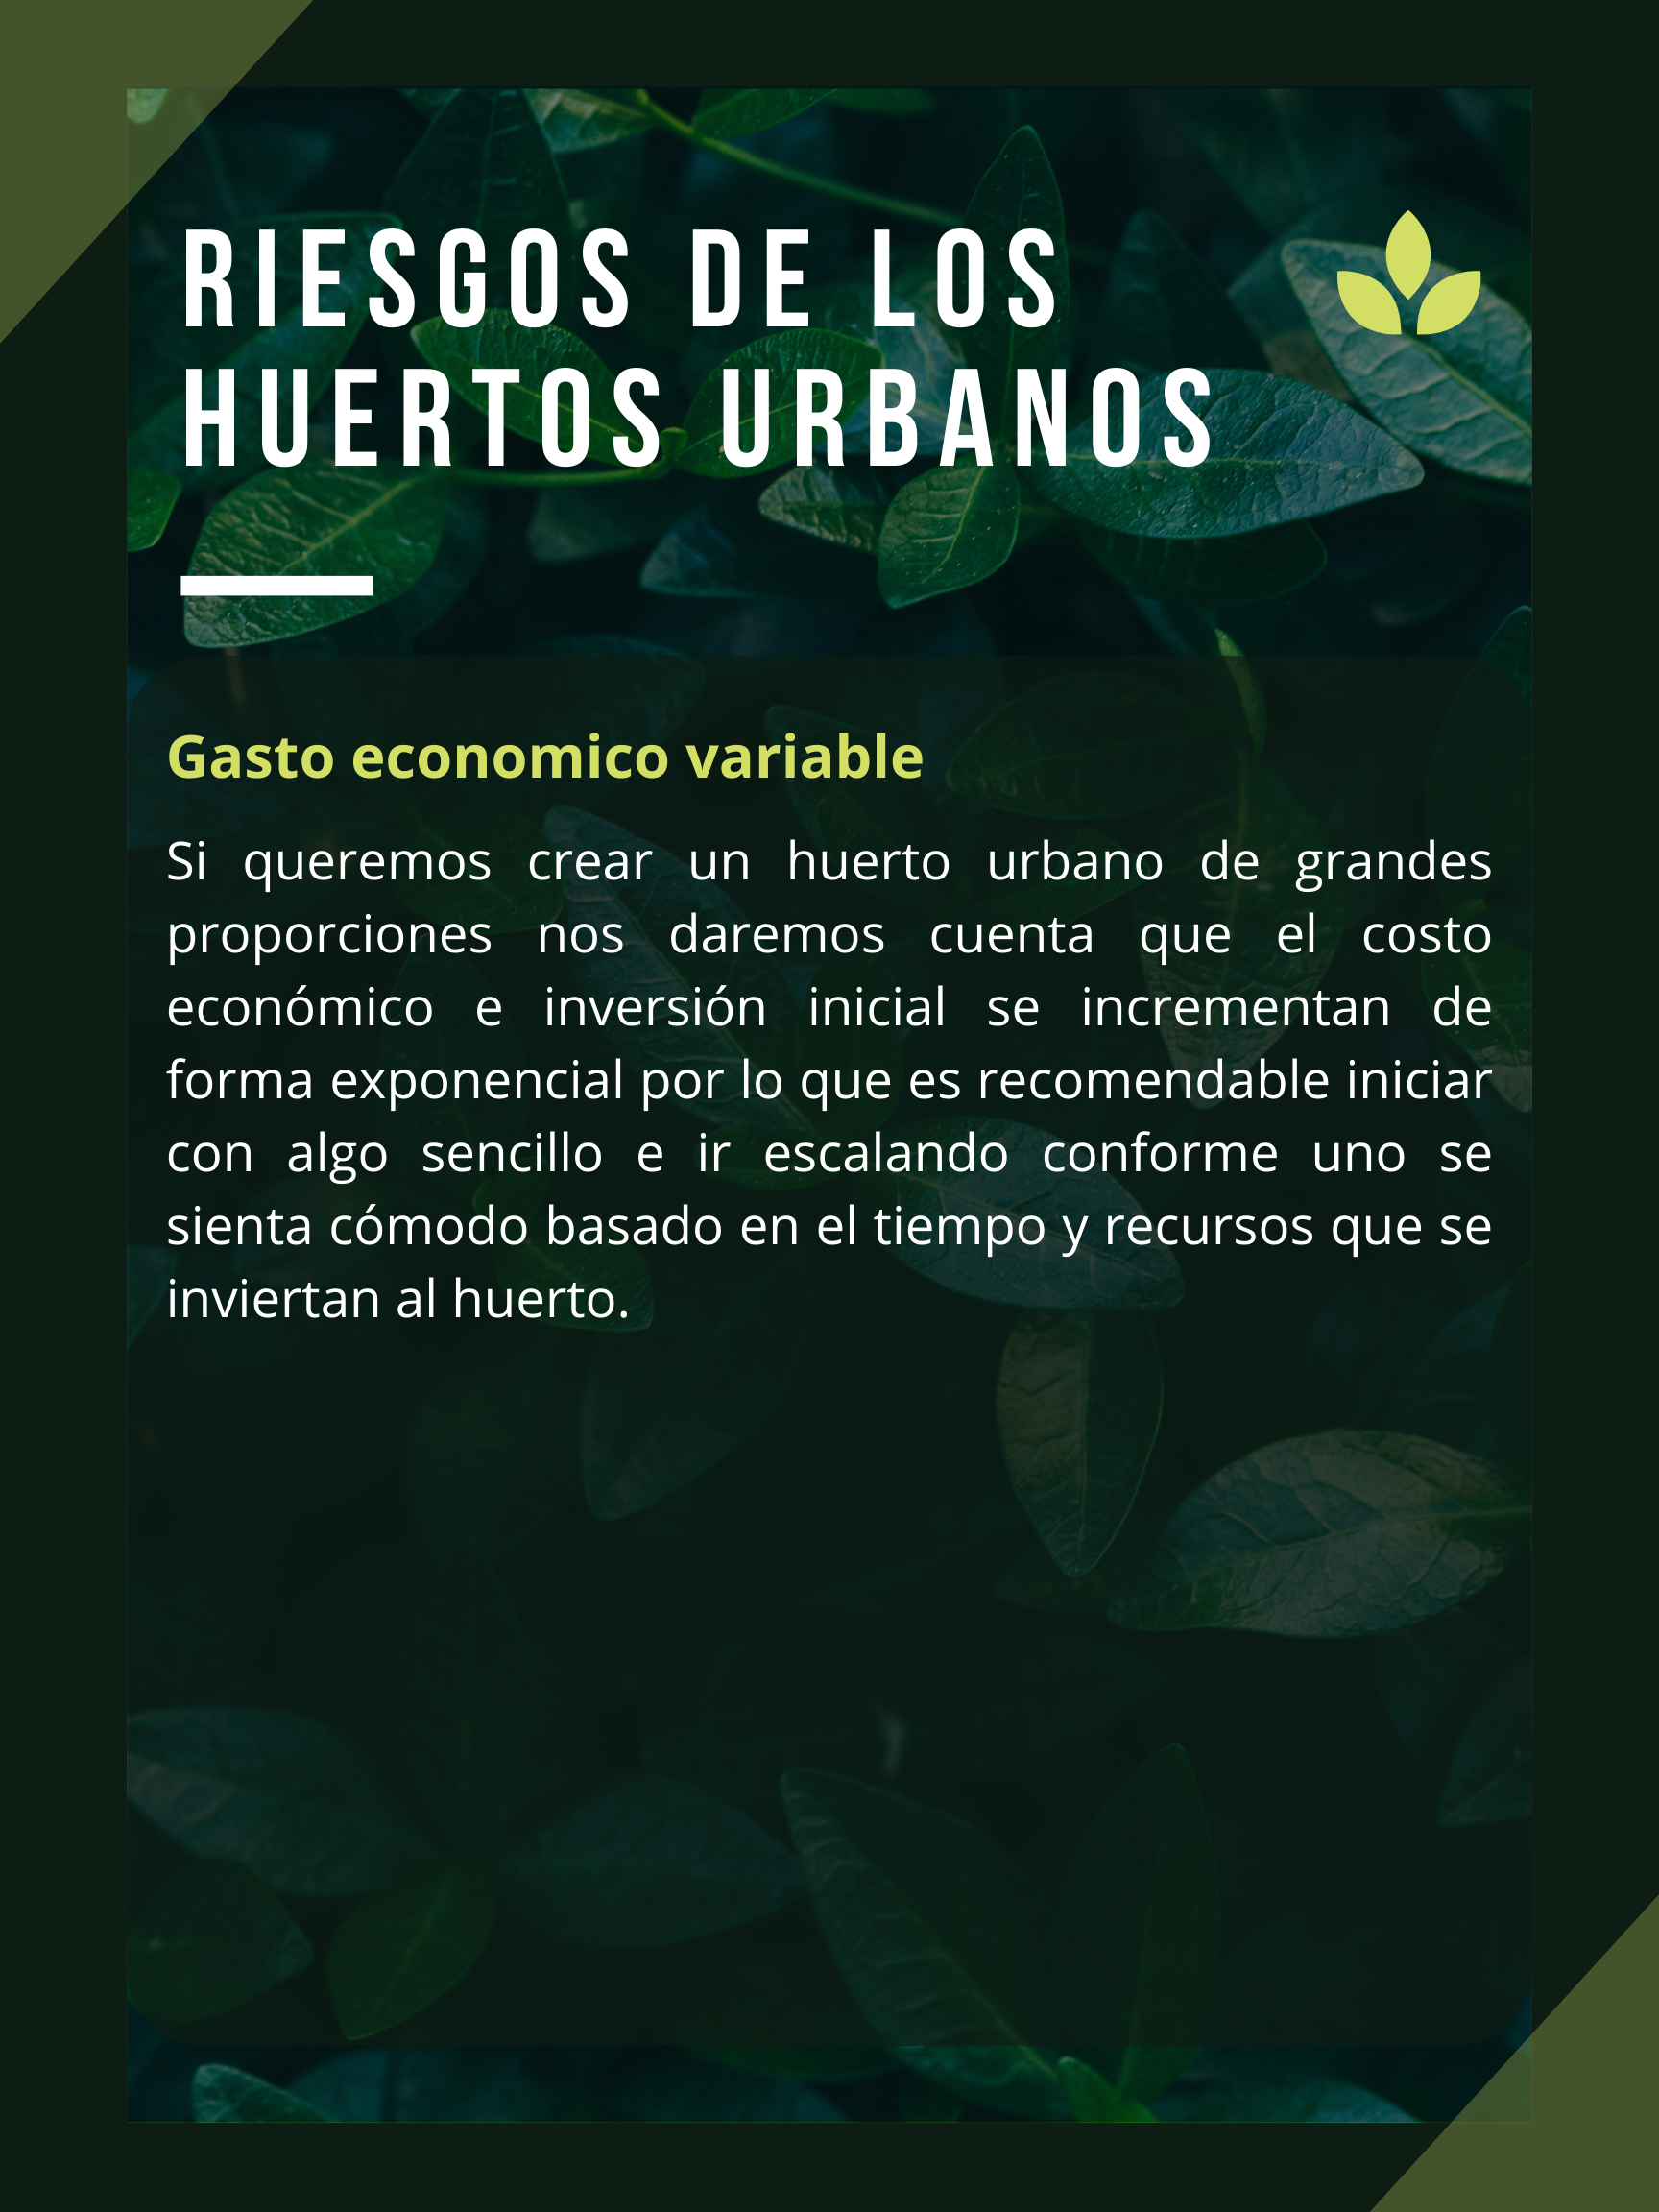 RIESGOS DE LOS
HUERTOS URBANOS
Gasto economico variable
Si queremos crear un huerto urbano de grandes
proporciones nos daremos cuenta que el costo
económico e inversión inicial se incrementan de
forma exponencial por lo que es recomendable iniciar
con algo sencillo e ir escalando conforme uno se
sienta cómodo basado en el tiempo y recursos que se
inviertan al huerto.